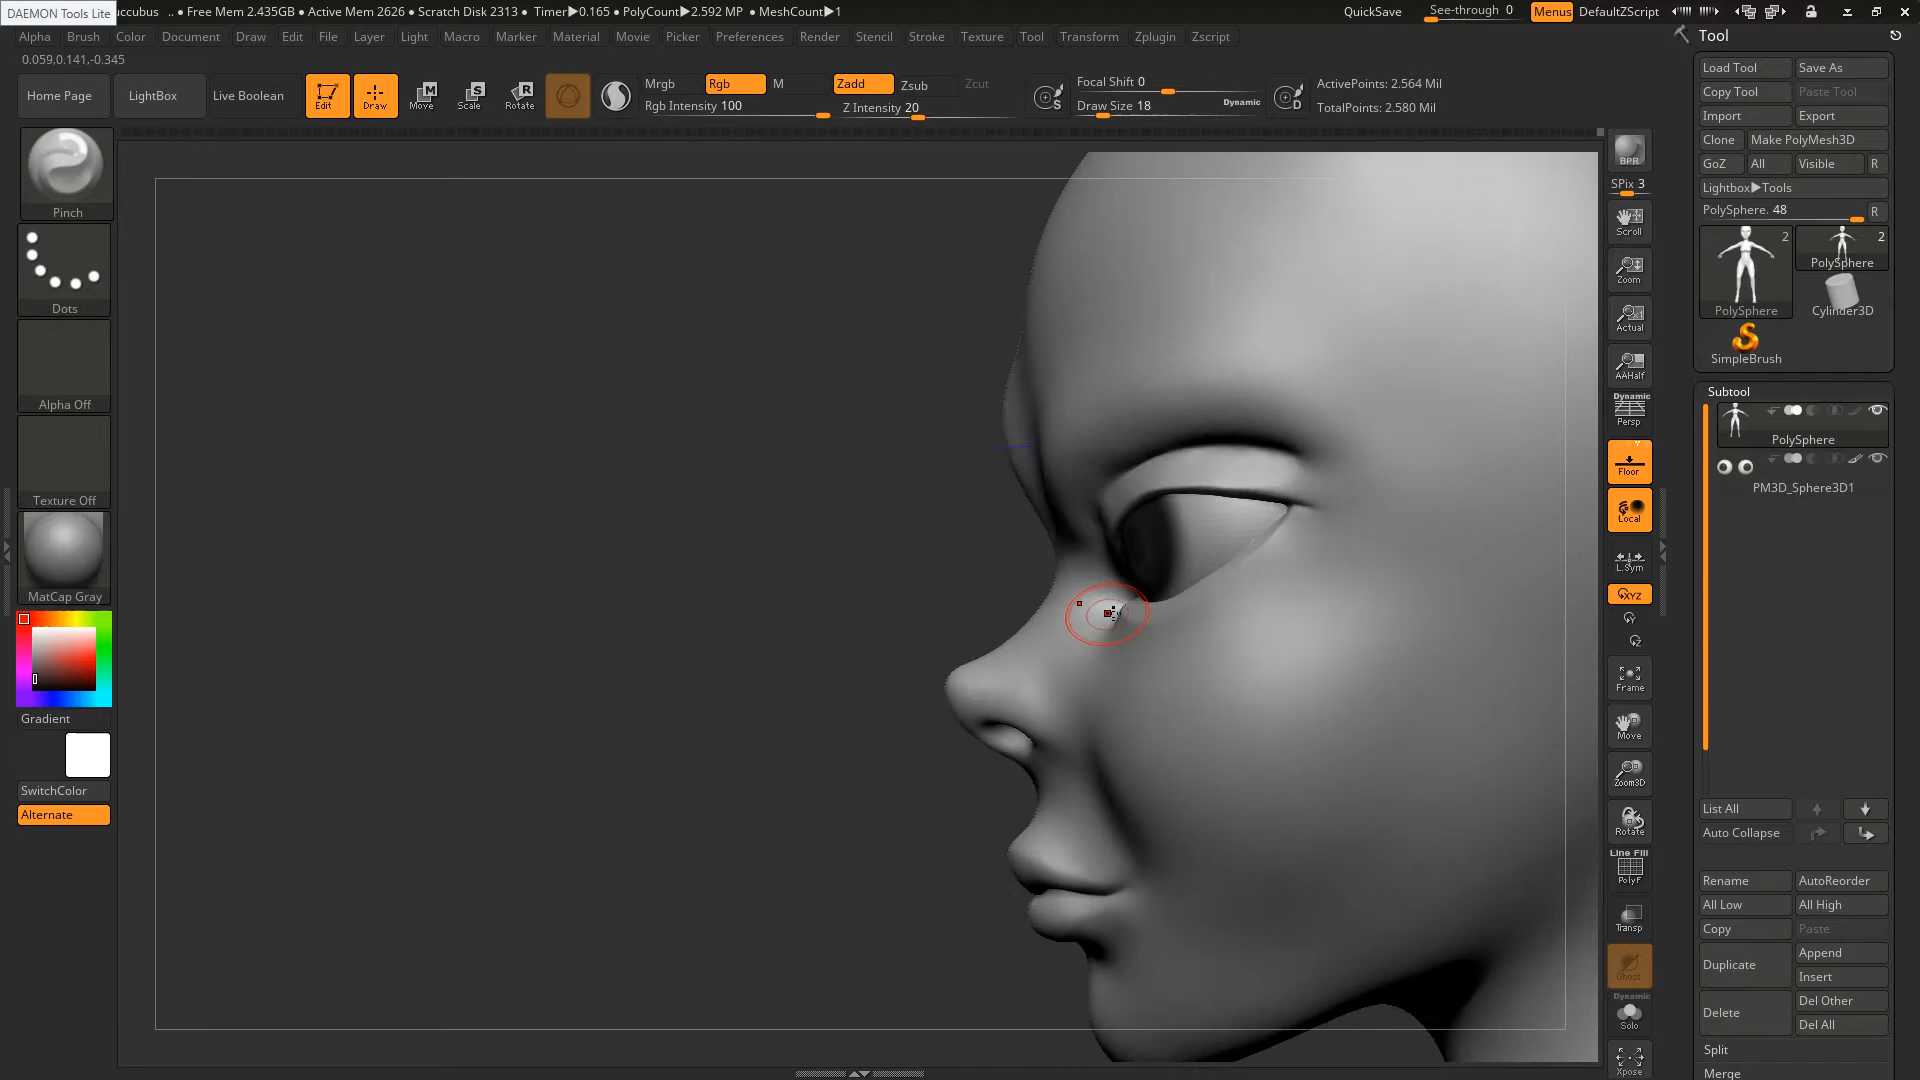 DAEMON Tools Lite
ccubus .. ● Free Mem 2.435GB ● Active Mem 2626 ● Scratch Disk 2313 ● Timer▶0.165 ● PolyCount▶2.592 MP ● MeshCount▶1
QuickSave See-through 0 Menus DefaultZScript
Alpha Brush Color Document Draw Edit File Layer Light Macro Marker Material Movie Picker Preferences Render Stencil Stroke Texture Tool Transform Zplugin Zscript
Tool
0.059,0.141,-0.345
Home Page LightBox Live Boolean Edit Draw Move Scale Rotate
Mrgb Rgb M Zadd Zsub Zcut
Rgb Intensity 100 Z Intensity 20
Focal Shift 0
Draw Size 18 Dynamic
ActivePoints: 2.564 Mil
TotalPoints: 2.580 Mil
Pinch
Dots
Alpha Off
Texture Off
MatCap Gray
Gradient
SwitchColor
Alternate
BPR
SPix 3
Scroll
Zoom
Actual
AAHalf
Dynamic
Persp
Floor
Local
L.Sym
XYZ
Y
Z
Frame
Move
Zoom3D
Rotate
Line Fill
PolyF
Transp
Ghost
Dynamic
Solo
Xpose
Load Tool Save As
Copy Tool Paste Tool
Import Export
Clone Make PolyMesh3D
GoZ All Visible R
Lightbox▶Tools
PolySphere. 48 R
2 2
PolySphere
PolySphere Cylinder3D
SimpleBrush
Subtool
PolySphere
PM3D_Sphere3D1
List All
Auto Collapse
Rename AutoReorder
All Low All High
Copy Paste
Duplicate Append
Insert
Delete Del Other
Del All
Split
Merge